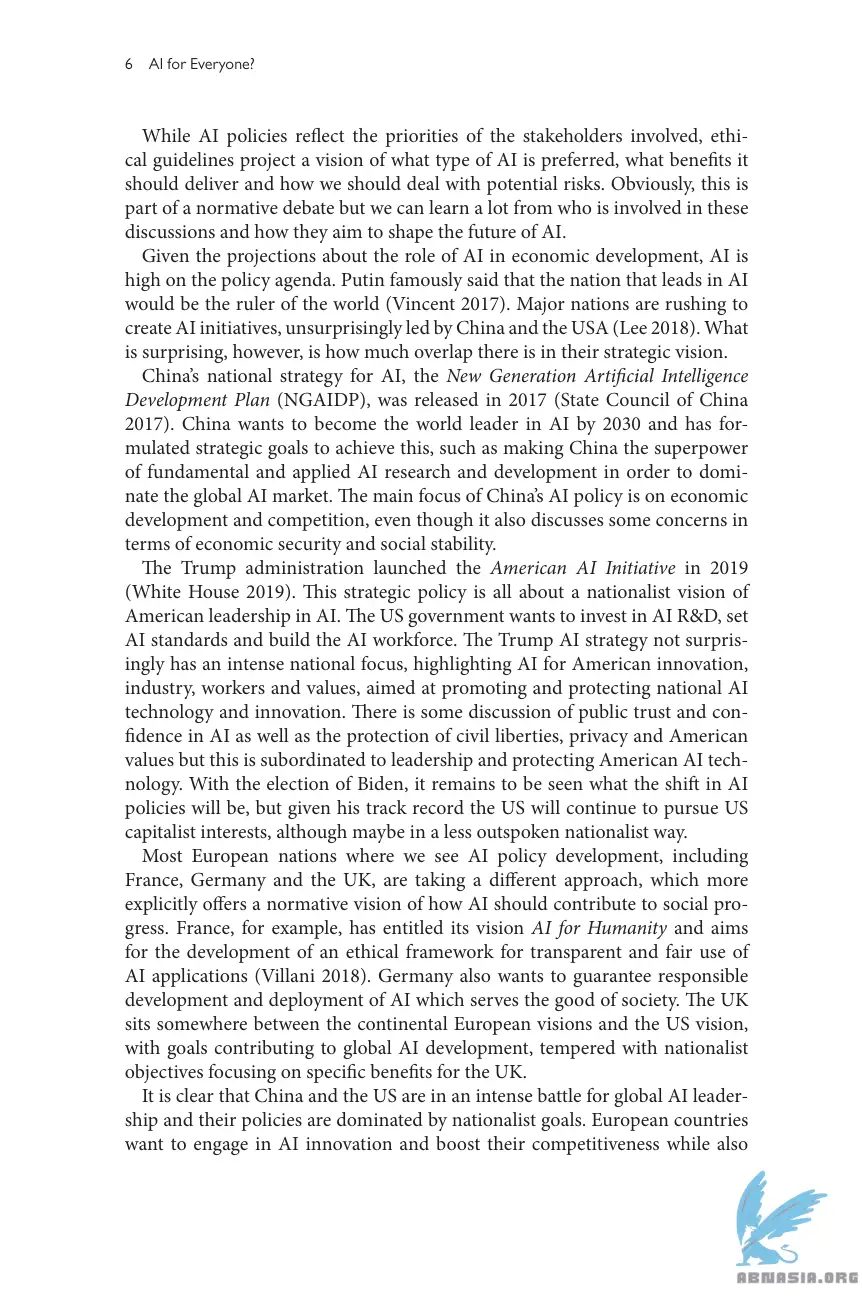 6 AI for Everyone?
While AI policies reflect the priorities of the stakeholders involved, ethi-
cal guidelines project a vision of what type of AI is preferred, what benefits it
should deliver and how we should deal with potential risks. Obviously, this is
part of a normative debate but we can learn a lot from who is involved in these
discussions and how they aim to shape the future of AI.
Given the projections about the role of AI in economic development, AI is
high on the policy agenda. Putin famously said that the nation that leads in AI
would be the ruler of the world (Vincent 2017). Major nations are rushing to
create AI initiatives, unsurprisingly led by China and the USA (Lee 2018). What
is surprising, however, is how much overlap there is in their strategic vision.
China’s national strategy for AI, the New Generation Artificial Intelligence
Development Plan (NGAIDP), was released in 2017 (State Council of China
2017). China wants to become the world leader in AI by 2030 and has for-
mulated strategic goals to achieve this, such as making China the superpower
of fundamental and applied AI research and development in order to domi-
nate the global AI market. The main focus of China’s AI policy is on economic
development and competition, even though it also discusses some concerns in
terms of economic security and social stability.
The Trump administration launched the American AI Initiative in 2019
(White House 2019). This strategic policy is all about a nationalist vision of
American leadership in AI. The US government wants to invest in AI R&D, set
AI standards and build the AI workforce. The Trump AI strategy not surpris-
ingly has an intense national focus, highlighting AI for American innovation,
industry, workers and values, aimed at promoting and protecting national AI
technology and innovation. There is some discussion of public trust and con-
fidence in AI as well as the protection of civil liberties, privacy and American
values but this is subordinated to leadership and protecting American AI tech-
nology. With the election of Biden, it remains to be seen what the shift in AI
policies will be, but given his track record the US will continue to pursue US
capitalist interests, although maybe in a less outspoken nationalist way.
Most European nations where we see AI policy development, including
France, Germany and the UK, are taking a different approach, which more
explicitly offers a normative vision of how AI should contribute to social pro-
gress. France, for example, has entitled its vision AI for Humanity and aims
for the development of an ethical framework for transparent and fair use of
AI applications (Villani 2018). Germany also wants to guarantee responsible
development and deployment of AI which serves the good of society. The UK
sits somewhere between the continental European visions and the US vision,
with goals contributing to global AI development, tempered with nationalist
objectives focusing on specific benefits for the UK.
It is clear that China and the US are in an intense battle for global AI leader-
ship and their policies are dominated by nationalist goals. European countries
want to engage in AI innovation and boost their competitiveness while also
ABNASIA.ORG